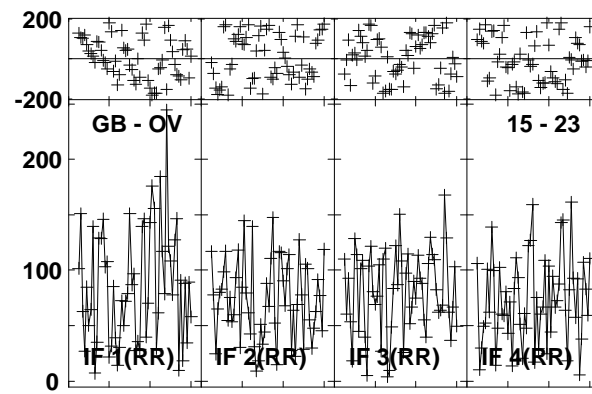 200
-200
GB - OV 15 - 23
200
100
IF 1(RR) IF 2(RR) IF 3(RR) IF 4(RR)
0